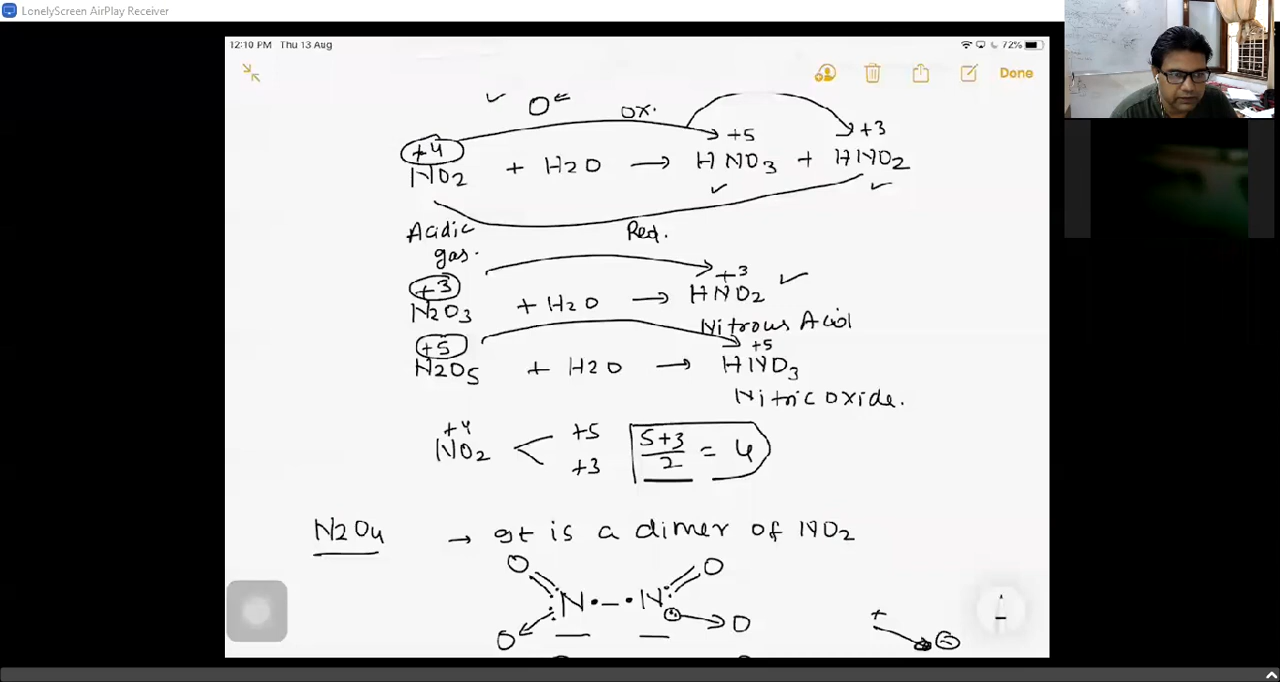 LonelyScreen AirPlay Receiver
12:10 PM Thu 13 Aug
72%
Done
✓ O ← ox.
+4 +5 +3
NO2 + H2O → HNO3 + HNO2
✓ ✓
Acidic Red.
gas.
+3 +3 ✓
N2O3 + H2O → HNO2
Nitrous Acid
+5 +5
N2O5 + H2O → HNO3
Nitric oxide.
+4
NO2 < +5 +3 5+3/2 = 4
N2O4 → It is a dimer of NO2
O O
N · – · N
O O
+ ⊖